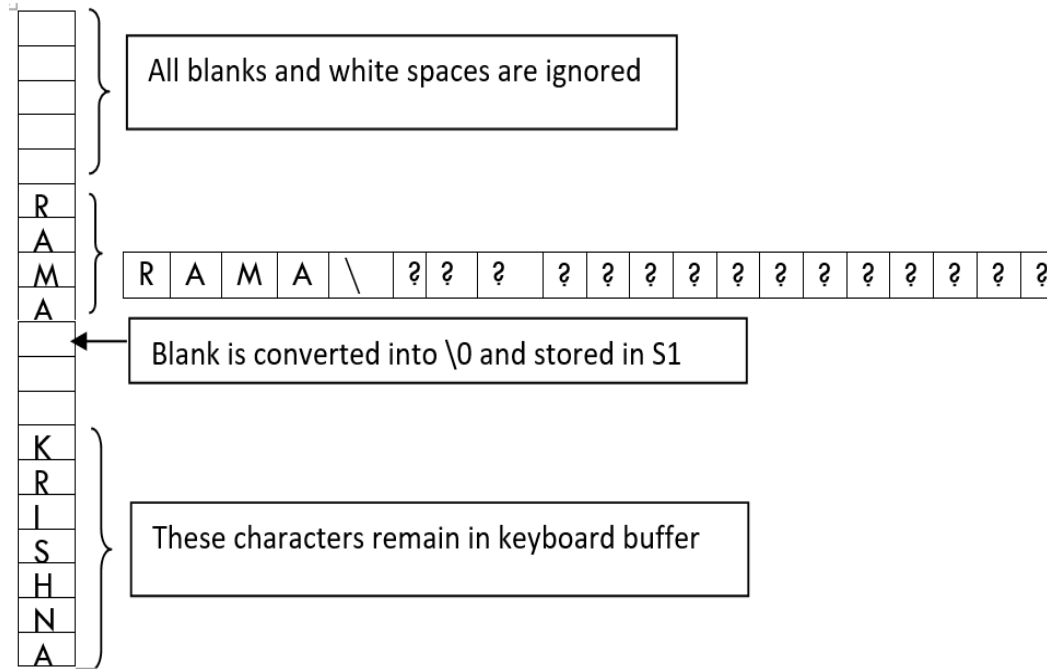 All blanks and white spaces are ignored
R
A
M
A
R A M A \ ? ? ? ? ? ? ? ? ? ? ? ? ? ? ?
Blank is converted into \0 and stored in S1
K
R
I
S
H
N
A
These characters remain in keyboard buffer